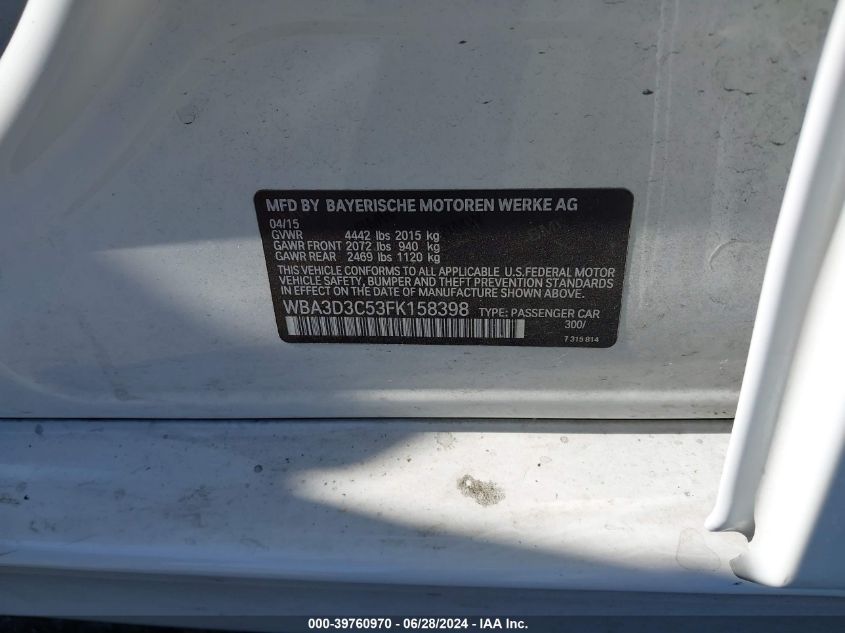 MFD BY BAYERISCHE MOTOREN WERKE AG
04/15
GVWR 4442 lbs 2015 kg
GAWR FRONT 2072 lbs 940 kg
GAWR REAR 2469 lbs 1120 kg
THIS VEHICLE CONFORMS TO ALL APPLICABLE U.S.FEDERAL MOTOR
VEHICLE SAFETY, BUMPER AND THEFT PREVENTION STANDARDS
IN EFFECT ON THE DATE OF MANUFACTURE SHOWN ABOVE.
WBA3D3C53FK158398 TYPE: PASSENGER CAR
300/
7 315 814
000-39760970 - 06/28/2024 - IAA Inc.